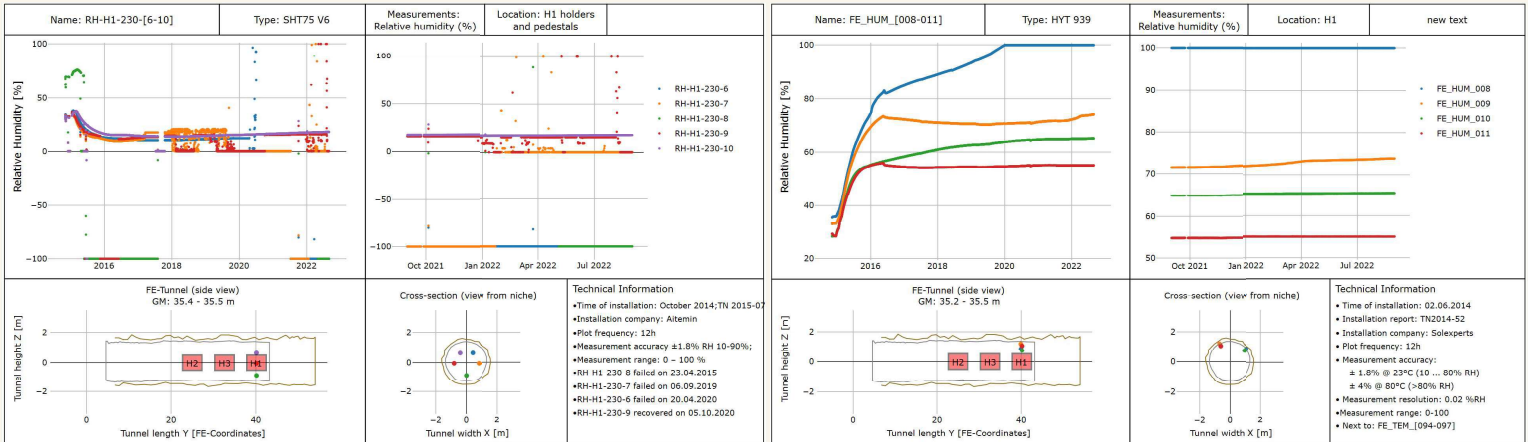 Name: RH-H1-230-[6-10]
Type: SHT75 V6
Measurements:
Relative humidity (%)
Location: H1 holders
and pedestals
100
50
0
−50
−100
Relative Humidity [%]
2016
2018
2020
2022
100
50
0
−50
−100
Oct 2021
Jan 2022
Apr 2022
Jul 2022
RH-H1-230-6
RH-H1-230-7
RH-H1-230-8
RH-H1-230-9
RH-H1-230-10
FE-Tunnel (side view)
GM: 35.4 - 35.5 m
Tunnel height Z [m]
2
0
−2
H2
H3
H1
0
20
40
Tunnel length Y [FE-Coordinates]
Cross-section (view from niche)
2
0
−2
−2
0
2
Tunnel width X [m]
Technical Information
•Time of installation: October 2014;TN 2015-07
•Installation company: Aitemin
•Plot frequency: 12h
•Measurement accuracy ±1.8% RH 10-90%;
•Measurement range: 0 – 100 %
•RH H1 230 8 failed on 23.04.2015
•RH-H1-230-7 failed on 06.09.2019
•RH-H1-230-6 failed on 20.04.2020
•RH-H1-230-9 recovered on 05.10.2020
Name: FE_HUM_[008-011]
Type: HYT 939
Measurements:
Relative humidity (%)
Location: H1
new text
100
80
60
40
20
Relative Humidity [%]
2016
2018
2020
2022
100
90
80
70
60
50
Oct 2021
Jan 2022
Apr 2022
Jul 2022
FE_HUM_008
FE_HUM_009
FE_HUM_010
FE_HUM_011
FE-Tunnel (side view)
GM: 35.2 - 35.5 m
Tunnel height Z [m]
2
0
−2
H2
H3
H1
0
20
40
Tunnel length Y [FE-Coordinates]
Cross-section (view from niche)
2
0
−2
−2
0
2
Tunnel width X [m]
Technical Information
• Time of installation: 02.06.2014
• Installation report: TN2014-52
• Installation company: Solexperts
• Plot frequency: 12h
• Measurement accuracy:
± 1.8% @ 23°C (10 ... 80% RH)
± 4% @ 80°C (>80% RH)
• Measurement resolution: 0.02 %RH
•Measurement range: 0-100
• Next to: FE_TEM_[094-097]